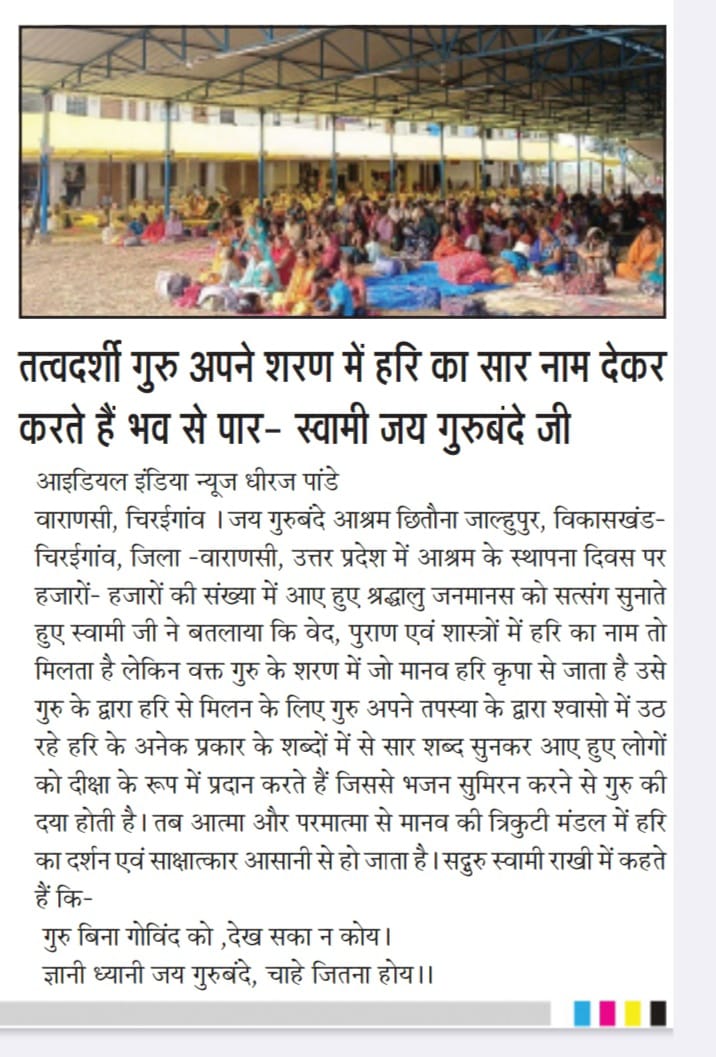 तत्वदर्शी गुरु अपने शरण में हरि का सार नाम देकर
करते हैं भव से पार- स्वामी जय गुरुबंदे जी
आइडियल इंडिया न्यूज धीरज पांडे
वाराणसी, चिरईगांव । जय गुरुबंदे आश्रम छितौना जाल्हुपुर, विकासखंड-
चिरईगांव, जिला -वाराणसी, उत्तर प्रदेश में आश्रम के स्थापना दिवस पर
हजारों- हजारों की संख्या में आए हुए श्रद्धालु जनमानस को सत्संग सुनाते
हुए स्वामी जी ने बतलाया कि वेद, पुराण एवं शास्त्रों में हरि का नाम तो
मिलता है लेकिन वक्त गुरु के शरण में जो मानव हरि कृपा से जाता है उसे
गुरु के द्वारा हरि से मिलन के लिए गुरु अपने तपस्या के द्वारा श्वासो में उठ
रहे हरि के अनेक प्रकार के शब्दों में से सार शब्द सुनकर आए हुए लोगों
को दीक्षा के रूप में प्रदान करते हैं जिससे भजन सुमिरन करने से गुरु की
दया होती है। तब आत्मा और परमात्मा से मानव की त्रिकुटी मंडल में हरि
का दर्शन एवं साक्षात्कार आसानी से हो जाता है। सद्गुरु स्वामी राखी में कहते
हैं कि-
गुरु बिना गोविंद को ,देख सका न कोय।
ज्ञानी ध्यानी जय गुरुबंदे, चाहे जितना होय।।